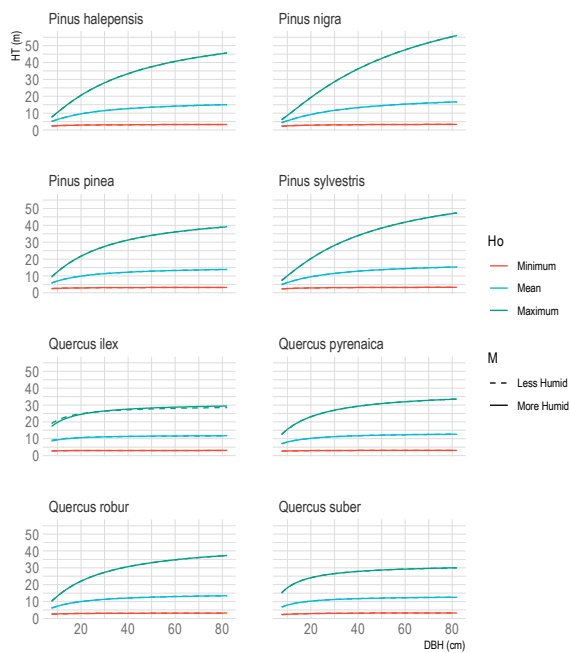 Pinus halepensis
Pinus nigra
HT (m)
50
40
30
20
10
0
Pinus pinea
Pinus sylvestris
50
40
30
20
10
0
Ho
Minimum
Mean
Maximum
Quercus ilex
Quercus pyrenaica
50
40
30
20
10
0
M
Less Humid
More Humid
Quercus robur
Quercus suber
50
40
30
20
10
0
20 40 60 80
20 40 60 80
DBH (cm)